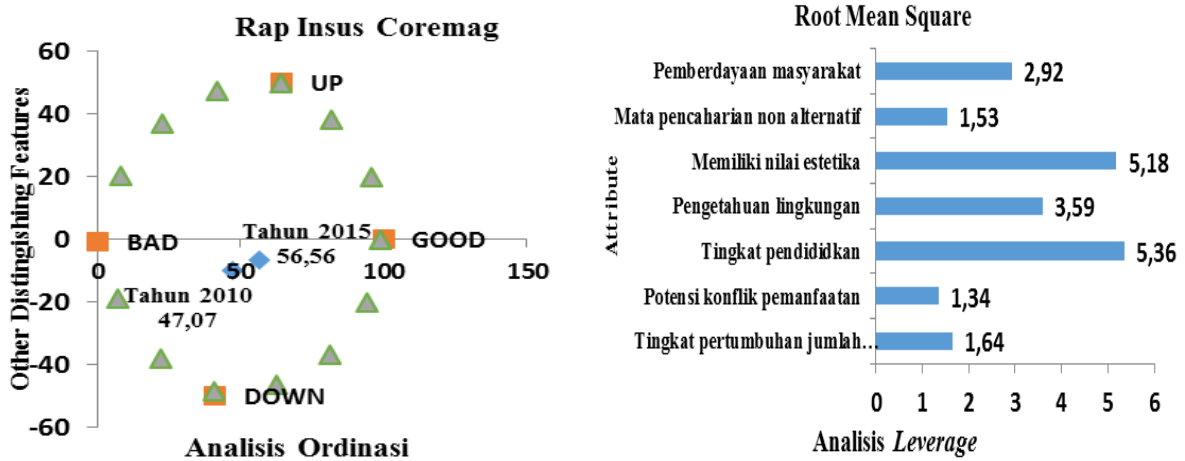 Rap Insus Coremag
Other Distingishing Features
60
40
20
0
-20
-40
-60
UP
BAD
GOOD
DOWN
Tahun 2015
56,56
Tahun 2010
47,07
0
50
100
150
Analisis Ordinasi
Root Mean Square
Attribute
Pemberdayaan masyarakat
2,92
Mata pencaharian non alternatif
1,53
Memiliki nilai estetika
5,18
Pengetahuan lingkungan
3,59
Tingkat pendididkan
5,36
Potensi konflik pemanfaatan
1,34
Tingkat pertumbuhan jumlah…
1,64
0 1 2 3 4 5 6
Analisis Leverage